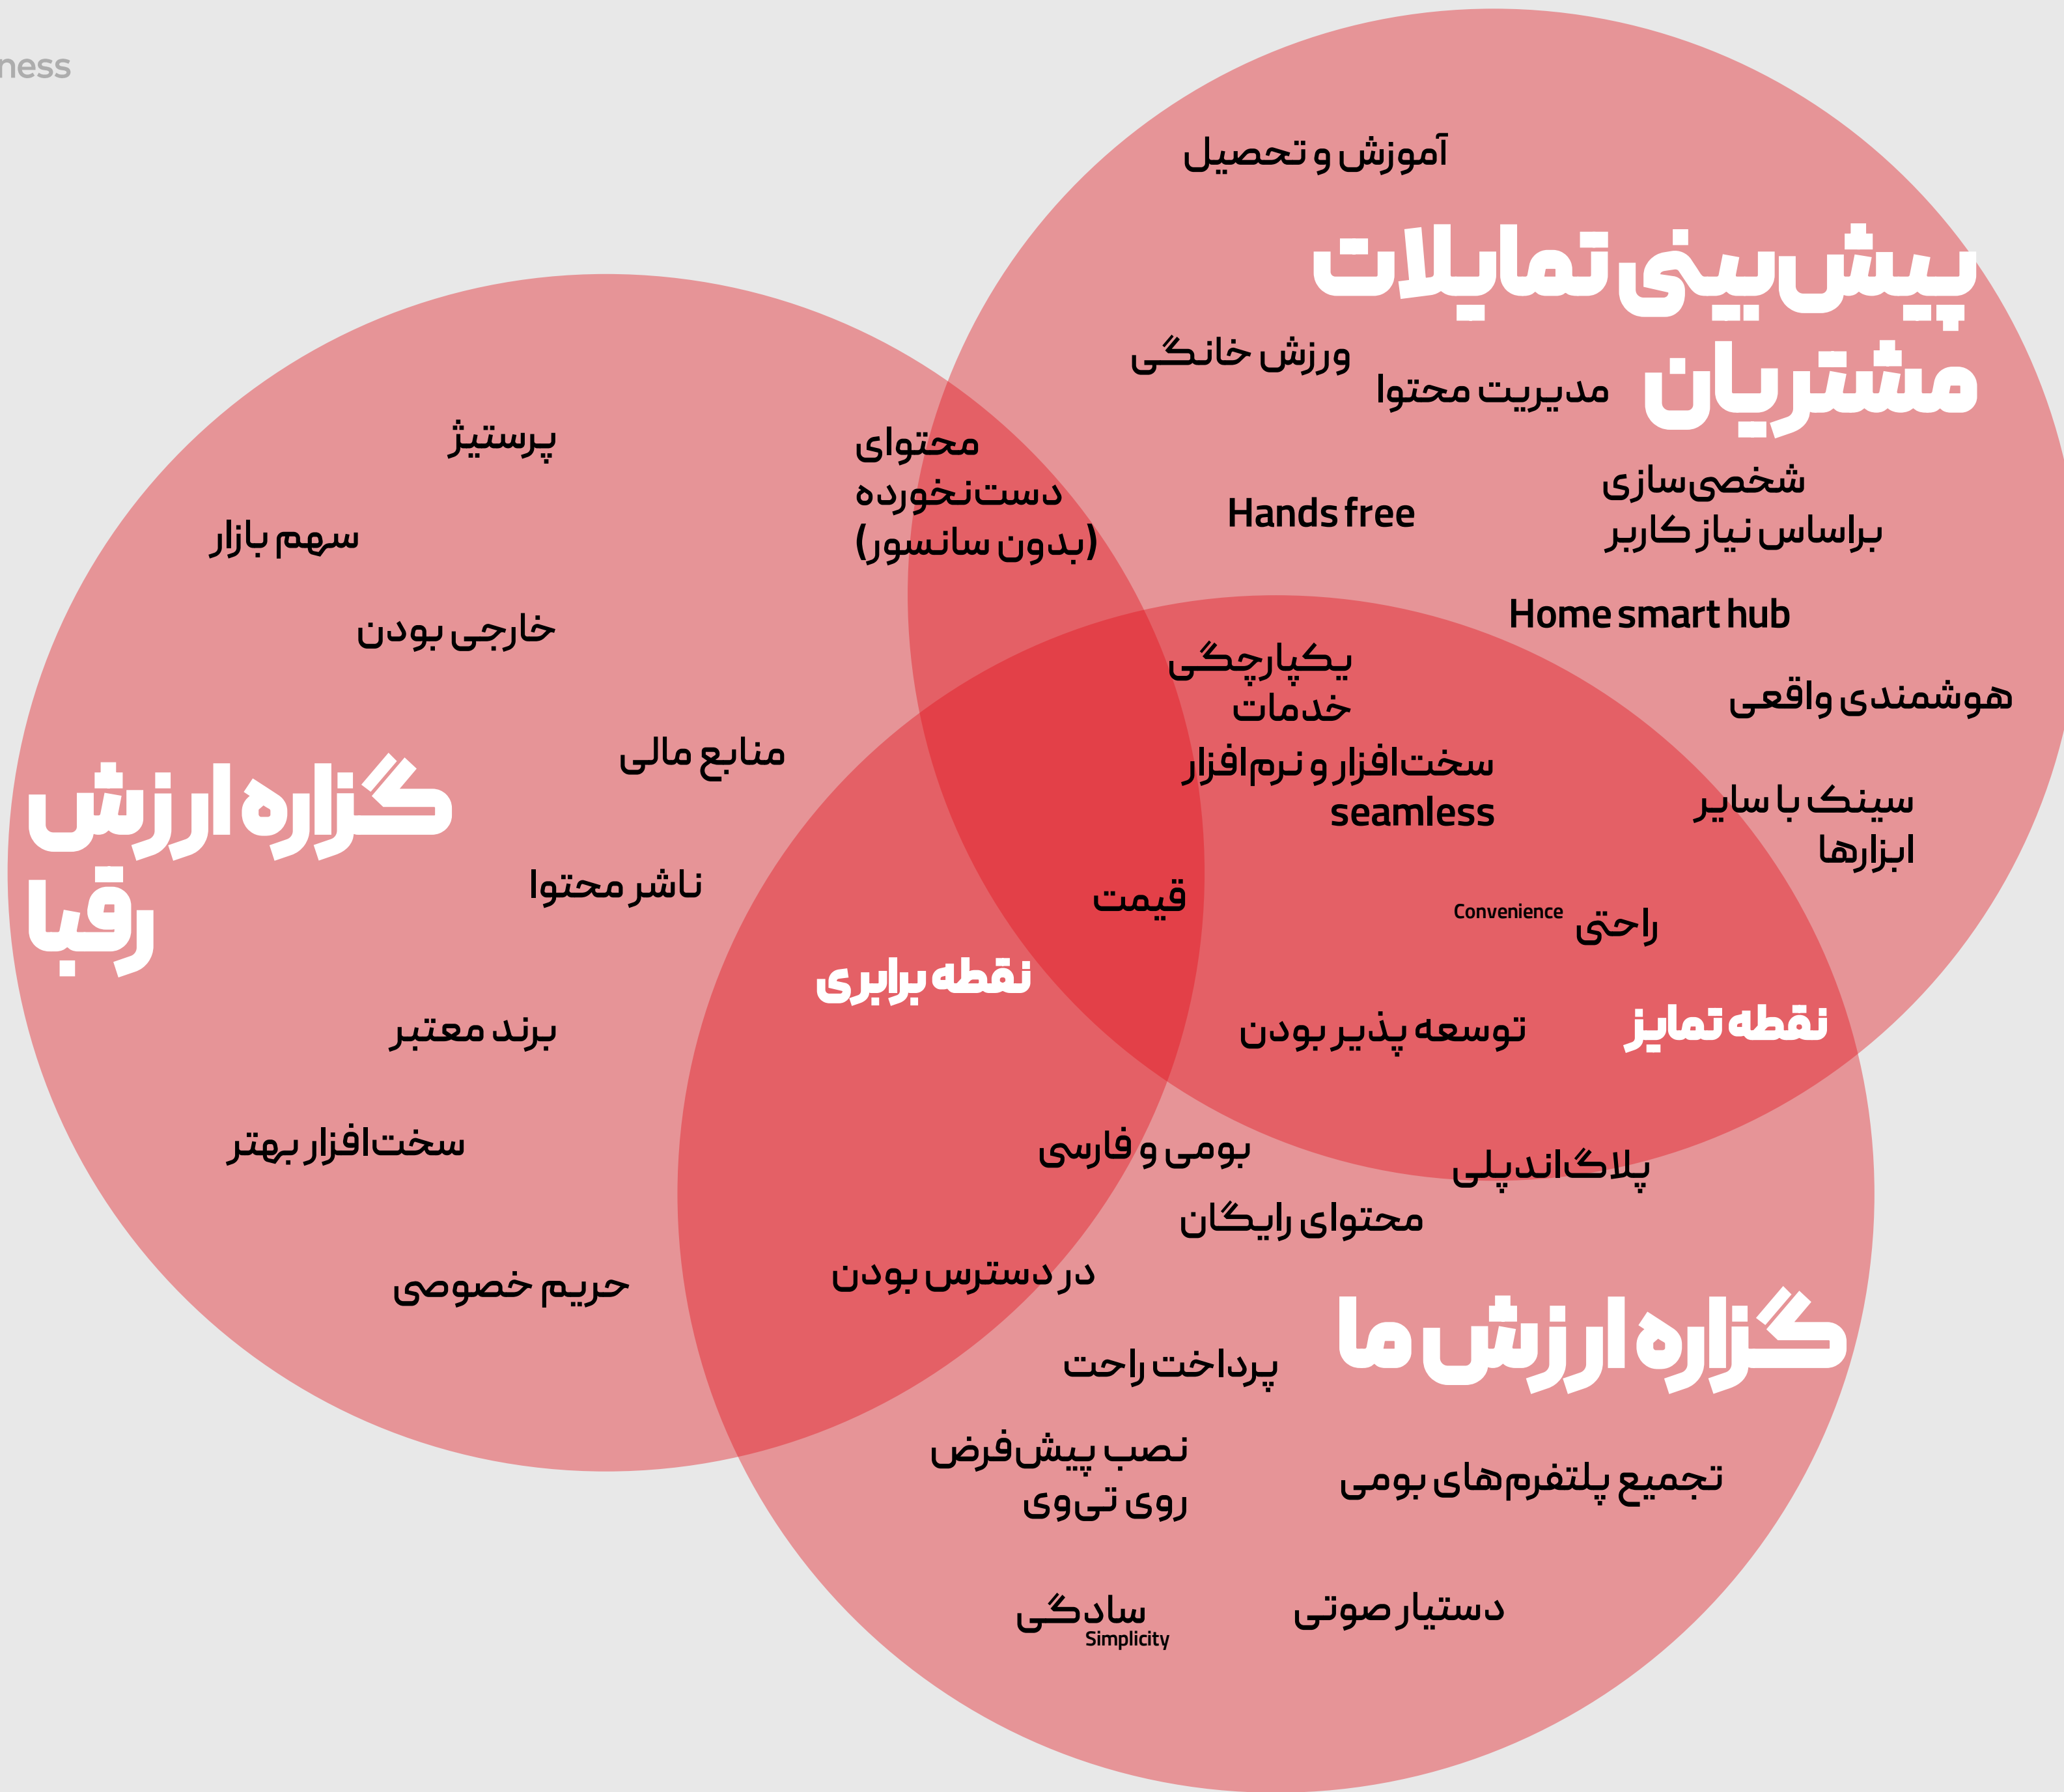 ness
آموزش و تحصیل
پیش‌بینی تمایلات
مشتریان
ورزش خانگی
مدیریت محتوا
شخصی‌سازی
براساس نیاز کاربر
Hands free
Home smart hub
هوشمندی واقعی
سینک با سایر
ابزارها
محتوای
دست‌نخورده
(بدون سانسور)
پرستیژ
سهم بازار
خارجی بودن
منابع مالی
گزاره ارزش
رقبا
ناشر محتوا
برند معتبر
سخت‌افزار بهتر
حریم خصوصی
یکپارچگی
خدمات
سخت‌افزار و نرم‌افزار
seamless
قیمت
راحتی Convenience
نقطه برابری
توسعه پذیر بودن
نقطه تمایز
بومی و فارسی
پلاگ‌اند‌پلی
محتوای رایگان
در دسترس بودن
گزاره ارزش ما
پرداخت راحت
نصب پیش‌فرض
روی تی‌وی
تجمیع پلتفرم‌های بومی
سادگی
Simplicity
دستیار صوتی